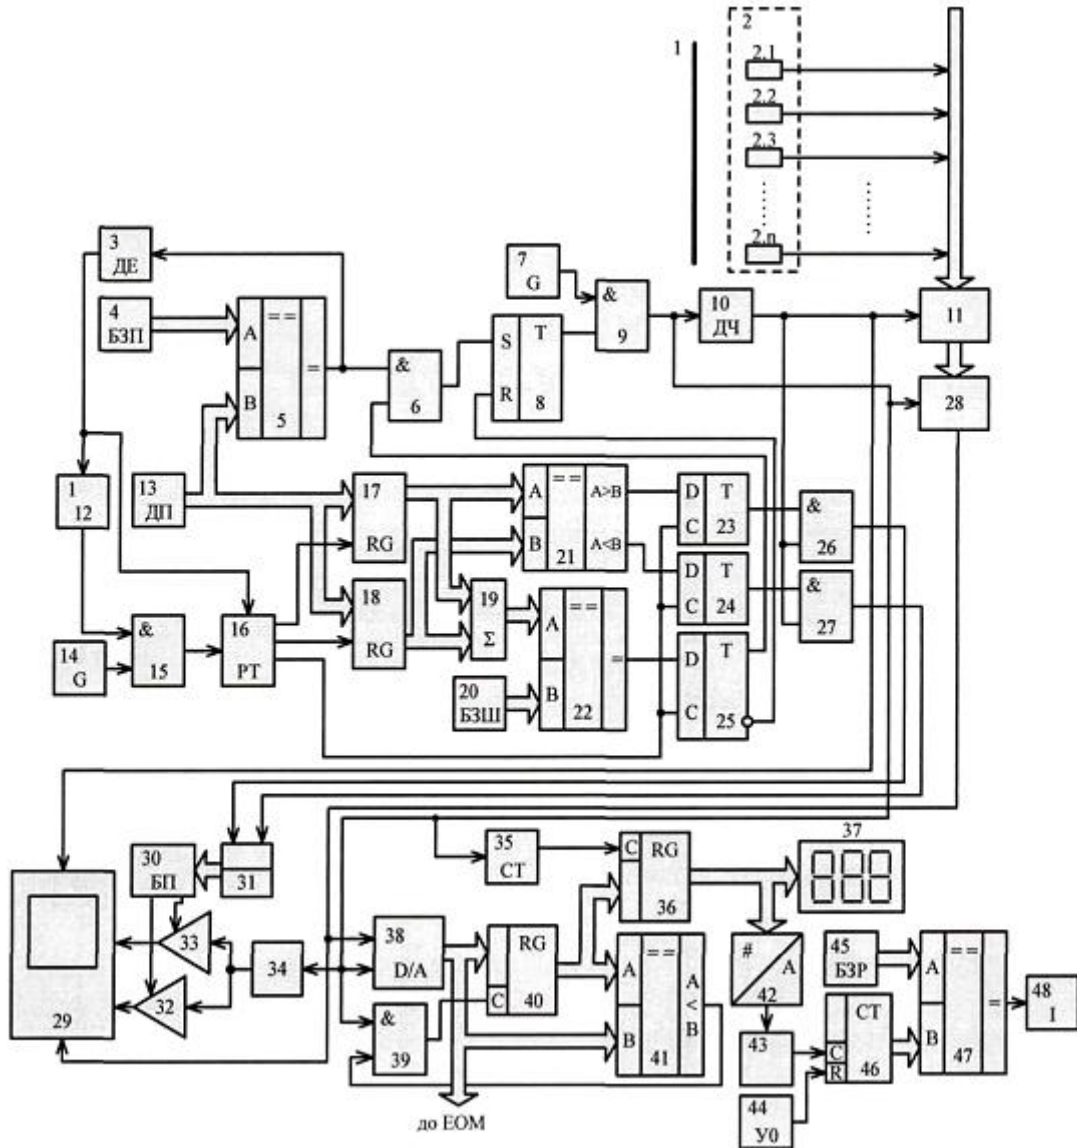 1
2
2.1
2.2
2.3
2.n
3
ДЕ
4
БЗП
A
B
==
=
5
&
6
7
G
S
R
T
8
&
9
10
ДЧ
11
28
1
12
13
ДП
14
G
&
15
16
РТ
17
RG
18
RG
19
Σ
20
БЗШ
A
B
==
A>B
A<B
21
A
B
==
=
22
D
C
T
23
D
C
T
24
D
C
T
25
&
26
&
27
29
30
БП
31
33
32
34
35
СТ
C
RG
36
37
38
D/A
&
39
C
RG
40
A
B
==
A
<
B
41
#
A
42
43
44
У0
45
БЗР
C
R
СТ
46
A
B
==
=
47
48
I
до ЕОМ